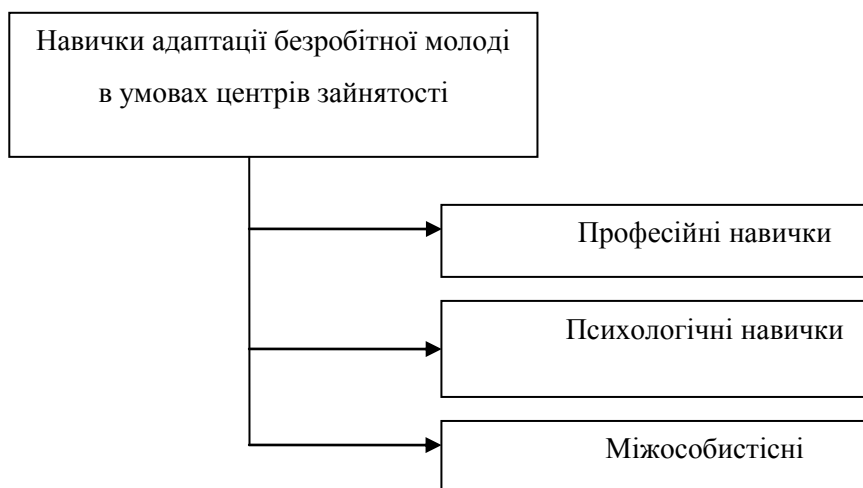 Навички адаптації безробітної молоді
в умовах центрів зайнятості
Професійні навички
Психологічні навички
Міжособистісні